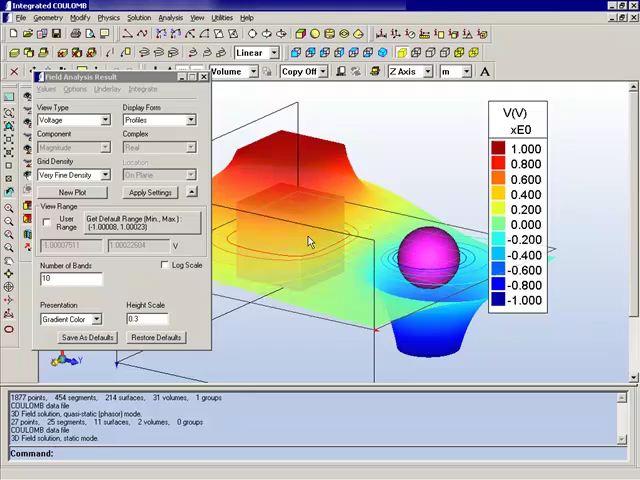 Integrated COULOMB
File Geometry Modify Physics Solution Analysis View Utilities Help
Linear
Volume Copy Off Z Axis m A
Field Analysis Result
Values Options Underlay Integrate
View Type Display Form
Voltage Profiles
Component Complex
Magnitude Real
Grid Density Location
Very Fine Density On Plane
New Plot Apply Settings
View Range
User Range
Get Default Range (Min., Max.) :
(-1.00008, 1.00023)
1.00007511 1.00022604 V
Number of Bands Log Scale
10
Presentation Height Scale
Gradient Color 0.3
Save As Defaults Restore Defaults
V(V)
xE0
1.000
0.800
0.600
0.400
0.200
0.000
-0.200
-0.400
-0.600
-0.800
-1.000
Y
1877 points, 454 segments, 214 surfaces, 31 volumes, 1 groups
COULOMB data file
3D Field solution, quasi-static (phasor) mode.
27 points, 25 segments, 11 surfaces, 2 volumes, 0 groups
COULOMB data file
3D Field solution, static mode.
Command: